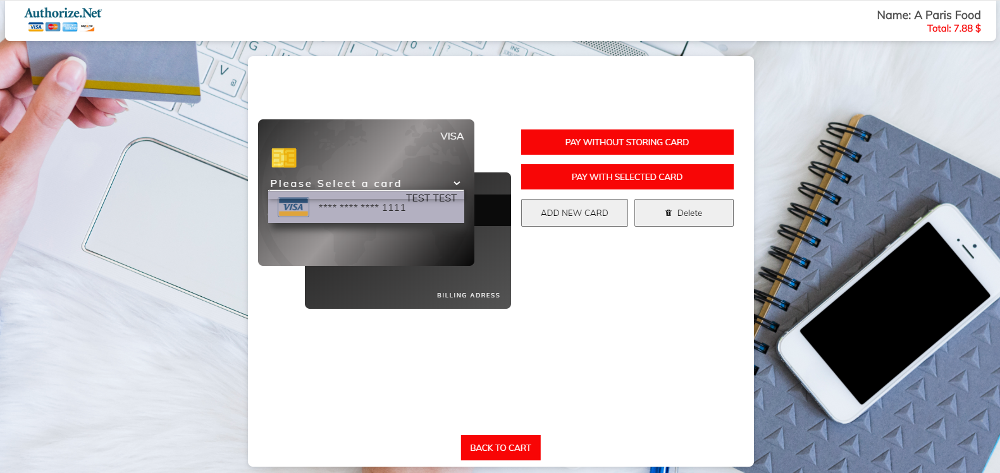 Authorize.Net
VISA
Name: A Paris Food
Total: 7.88 $
VISA
Please Select a card
VISA
**** **** **** 1111
TEST TEST
BILLING ADRESS
PAY WITHOUT STORING CARD
PAY WITH SELECTED CARD
ADD NEW CARD
Delete
BACK TO CART